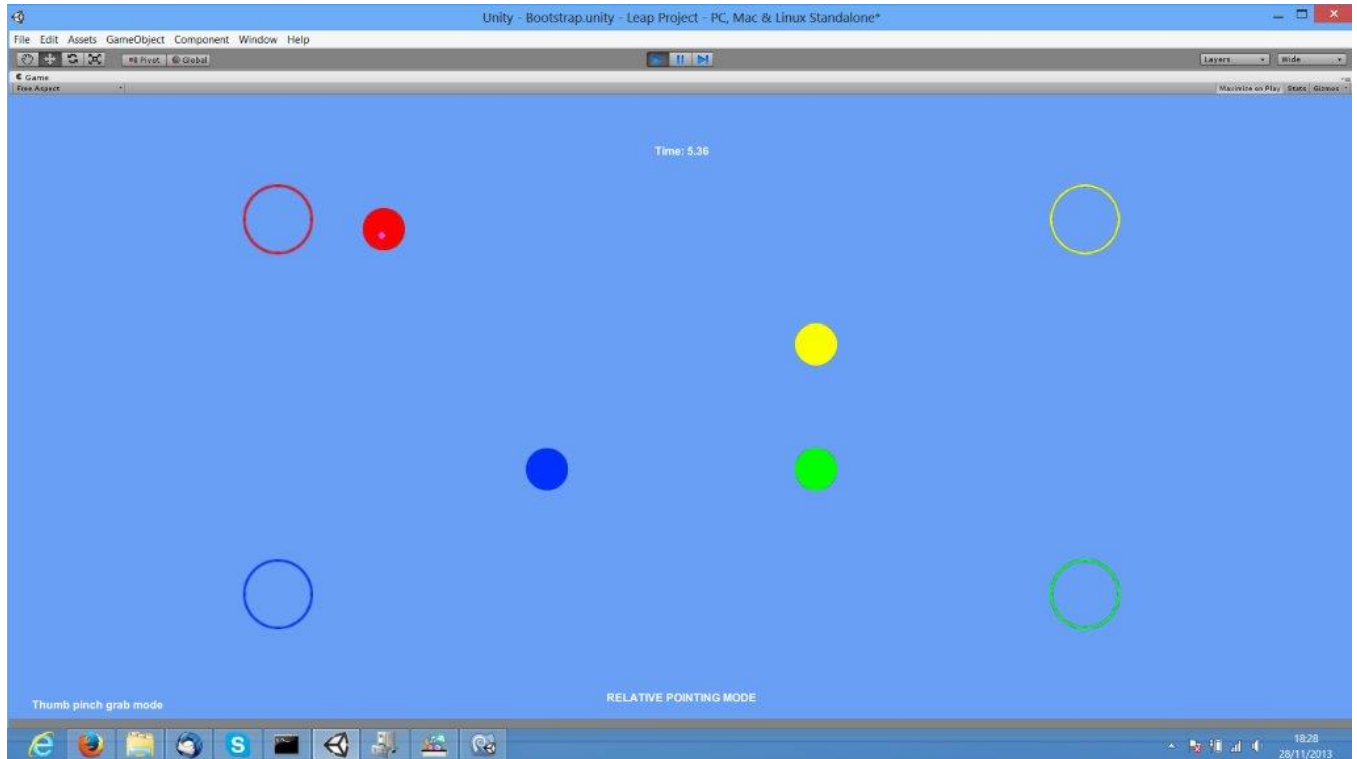 Unity - Bootstrap.unity - Leap Project - PC, Mac & Linux Standalone*
File Edit Assets GameObject Component Window Help
Pivot Global Layers Wide
Game
Free Aspect Maximize on Play Stats Gizmos
Time: 5.36
RELATIVE POINTING MODE
Thumb pinch grab mode
18:28
28/11/2013